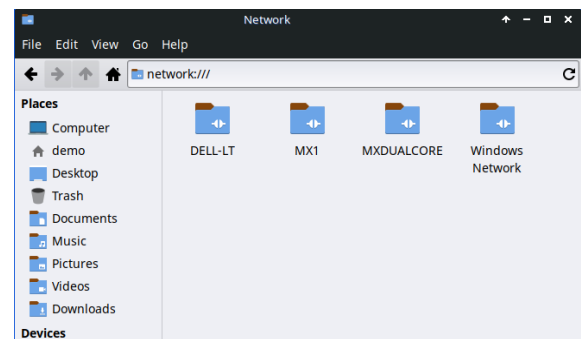 Network
File Edit View Go Help
network:///
Places
Computer
demo
Desktop
Trash
Documents
Music
Pictures
Videos
Downloads
Devices
DELL-LT MX1 MXDUALCORE Windows
Network